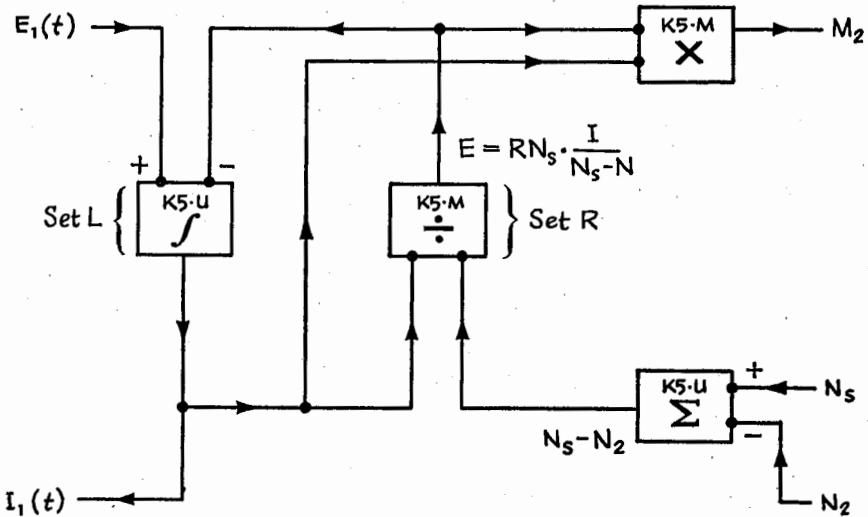 E₁(t)
K5·M
×
M₂
E = RNₛ · I / (Nₛ-N)
+
-
K5·U
∫
Set L {
K5·M
÷
} Set R
K5·U
Σ
+
Nₛ
Nₛ-N₂
-
I₁(t)
N₂